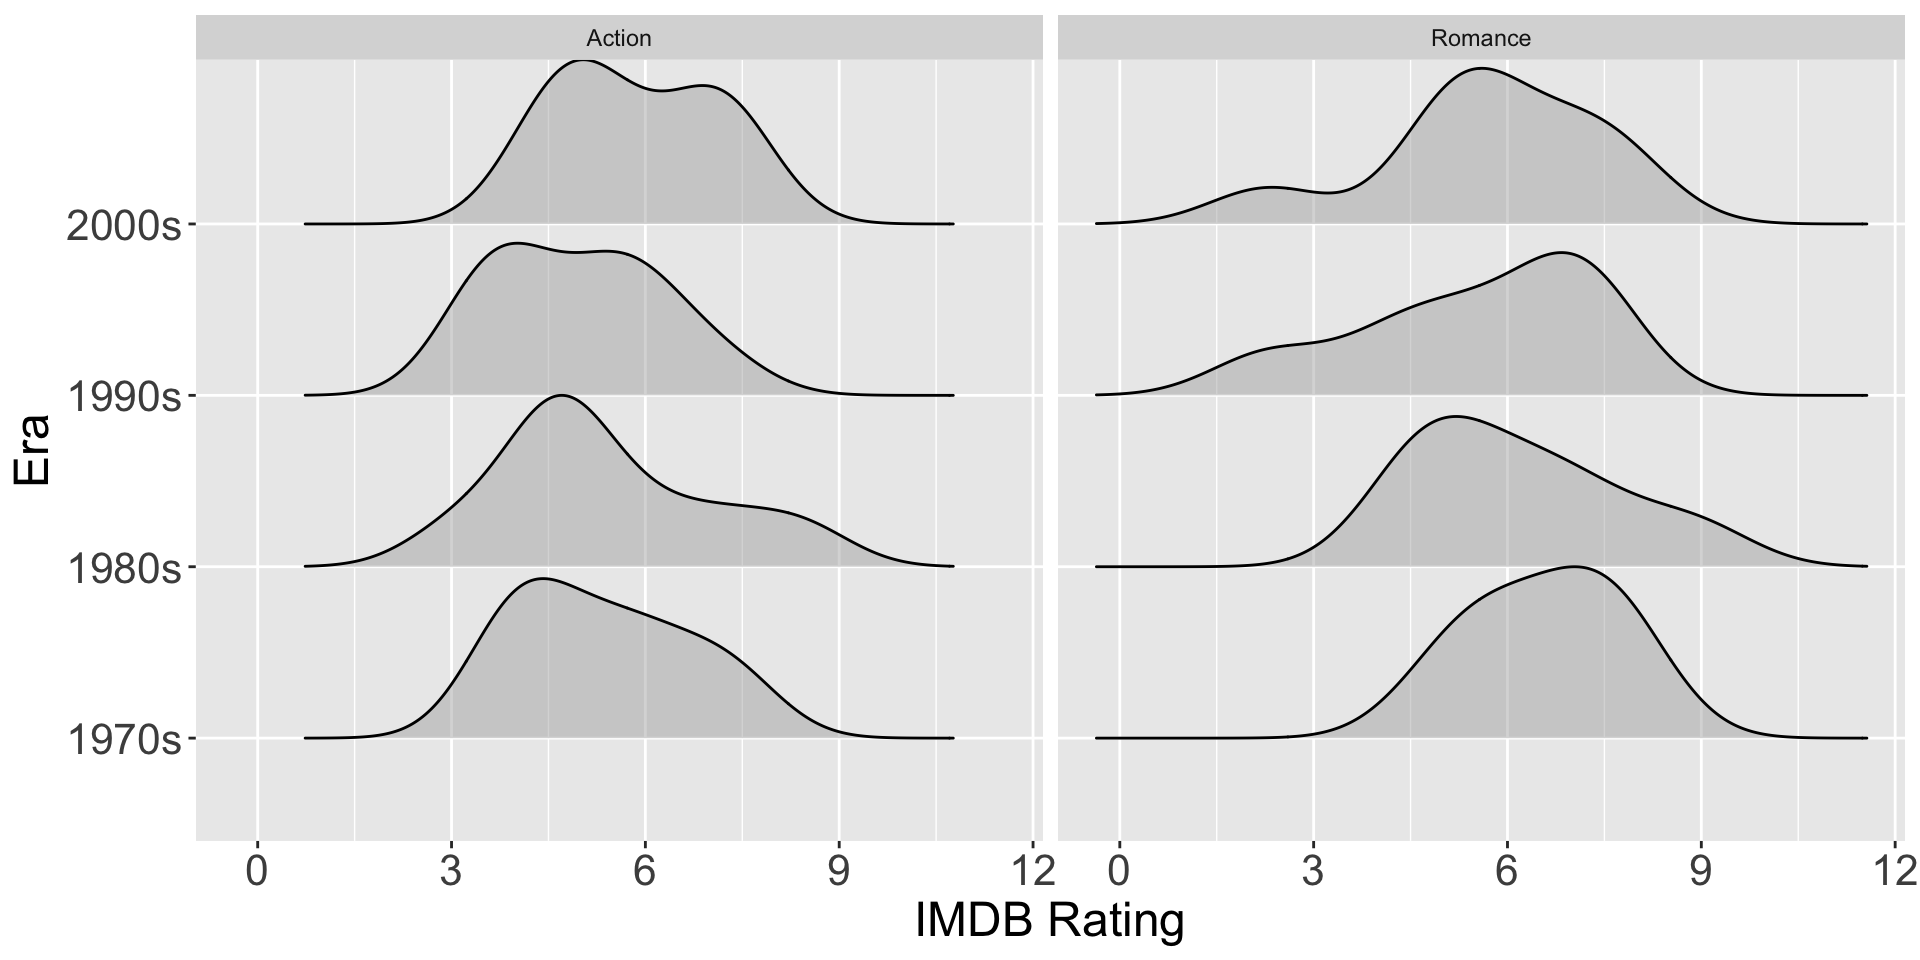 Action
Romance
2000s
1990s
1980s
1970s
Era
0 3 6 9 12
0 3 6 9 12
IMDB Rating